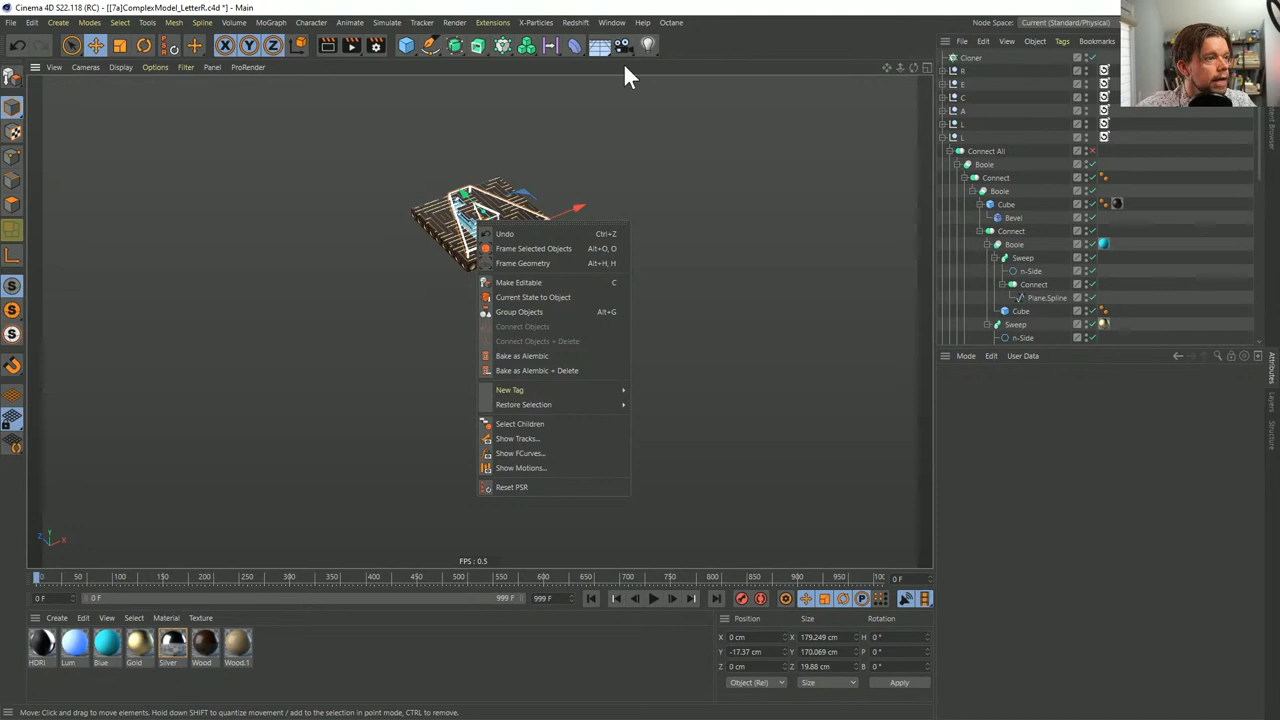 Cinema 4D S22.118 (RC) - [[7a]ComplexModel_LetterR.c4d *] - Main
File Edit Create Modes Select Tools Mesh Spline Volume MoGraph Character Animate Simulate Tracker Render Extensions X-Particles Redshift Window Help Octane
Node Space: Current (Standard/Physical)
File Edit View Object Tags Bookmarks
View Cameras Display Options Filter Panel ProRender
Cloner
R
E
C
A
L
L
Connect All
Boole
Connect
Boole
Cube
Bevel
Connect
Boole
Sweep
n-Side
Connect
Plane.Spline
Cube
Sweep
n-Side
Undo Ctrl+Z
Frame Selected Objects Alt+O, O
Frame Geometry Alt+H, H
Make Editable C
Current State to Object
Group Objects Alt+G
Connect Objects
Connect Objects + Delete
Bake as Alembic
Bake as Alembic + Delete
New Tag
Restore Selection
Select Children
Show Tracks...
Show FCurves...
Show Motions...
Reset PSR
Mode Edit User Data
Attributes
Layers
Structure
Y
Z X
FPS : 0.5
0 50 100 150 200 250 300 350 400 450 500 550 600 650 700 750 800 850 900 950 100 0 F
0 F 0 F 999 F 999 F
Create Edit View Select Material Texture
HDRI Lum Blue Gold Silver Wood Wood.1
Position Size Rotation
X 0 cm X 179.249 cm H 0 °
Y -17.37 cm Y 170.069 cm P 0 °
Z 0 cm Z 19.88 cm B 0 °
Object (Rel) Size Apply
Move: Click and drag to move elements. Hold down SHIFT to quantize movement / add to the selection in point mode, CTRL to remove.